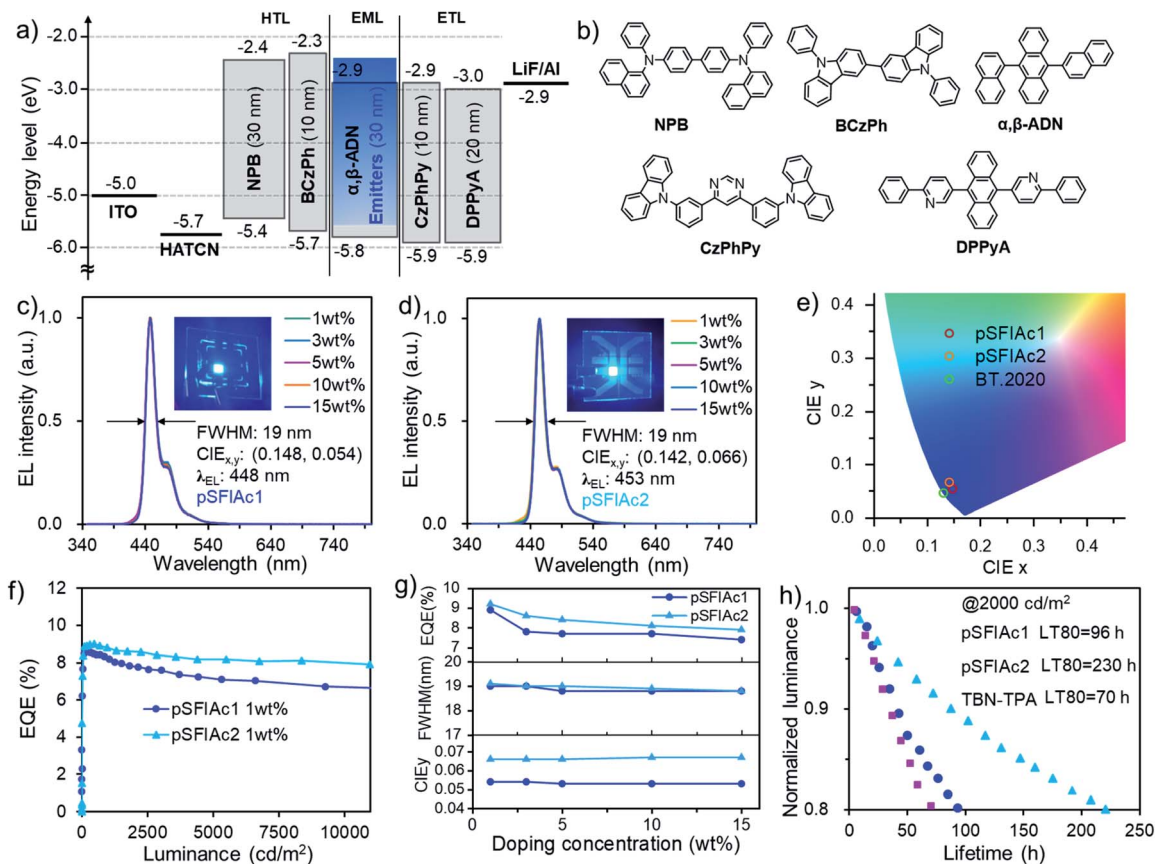 a)
HTL EML ETL
Energy level (eV)
-2.0
-3.0
-4.0
-5.0
-6.0
≈
-5.0
ITO
-5.7
HATCN
-2.4
NPB (30 nm)
-5.4
-2.3
BCzPh (10 nm)
-5.7
-2.9
α,β-ADN
Emitters (30 nm)
-5.8
-2.9
CzPhPy (10 nm)
-5.9
-3.0
DPPyA (20 nm)
-5.9
LiF/Al
-2.9
b)
N N
NPB
N N
BCzPh
α,β-ADN
N N N N
CzPhPy
N N
DPPyA
c)
EL intensity (a.u.)
1.0
0.5
0.0
1wt%
3wt%
5wt%
10wt%
15wt%
FWHM: 19 nm
CIEx,y: (0.148, 0.054)
λEL: 448 nm
pSFIAc1
340 440 540 640 740
Wavelength (nm)
d)
EL intensity (a.u.)
1.0
0.5
0.0
1wt%
3wt%
5wt%
10wt%
15wt%
FWHM: 19 nm
CIEx,y: (0.142, 0.066)
λEL: 453 nm
pSFIAc2
340 440 540 640 740
Wavelength (nm)
e)
CIE y
0.4
0.3
0.2
0.1
0.0
pSFIAc1
pSFIAc2
BT.2020
0.0 0.1 0.2 0.3 0.4
CIE x
f)
EQE (%)
12
10
8
6
4
2
0
pSFIAc1 1wt%
pSFIAc2 1wt%
0 2500 5000 7500 10000
Luminance (cd/m²)
g)
EQE(%)
10
9
8
7
pSFIAc1
pSFIAc2
FWHM(nm)
20
19
18
17
CIEy
0.07
0.06
0.05
0.04
0 5 10 15
Doping concentration (wt%)
h)
Normalized luminance
1.0
0.9
0.8
@2000 cd/m²
pSFIAc1 LT80=96 h
pSFIAc2 LT80=230 h
TBN-TPA LT80=70 h
0 50 100 150 200 250
Lifetime (h)